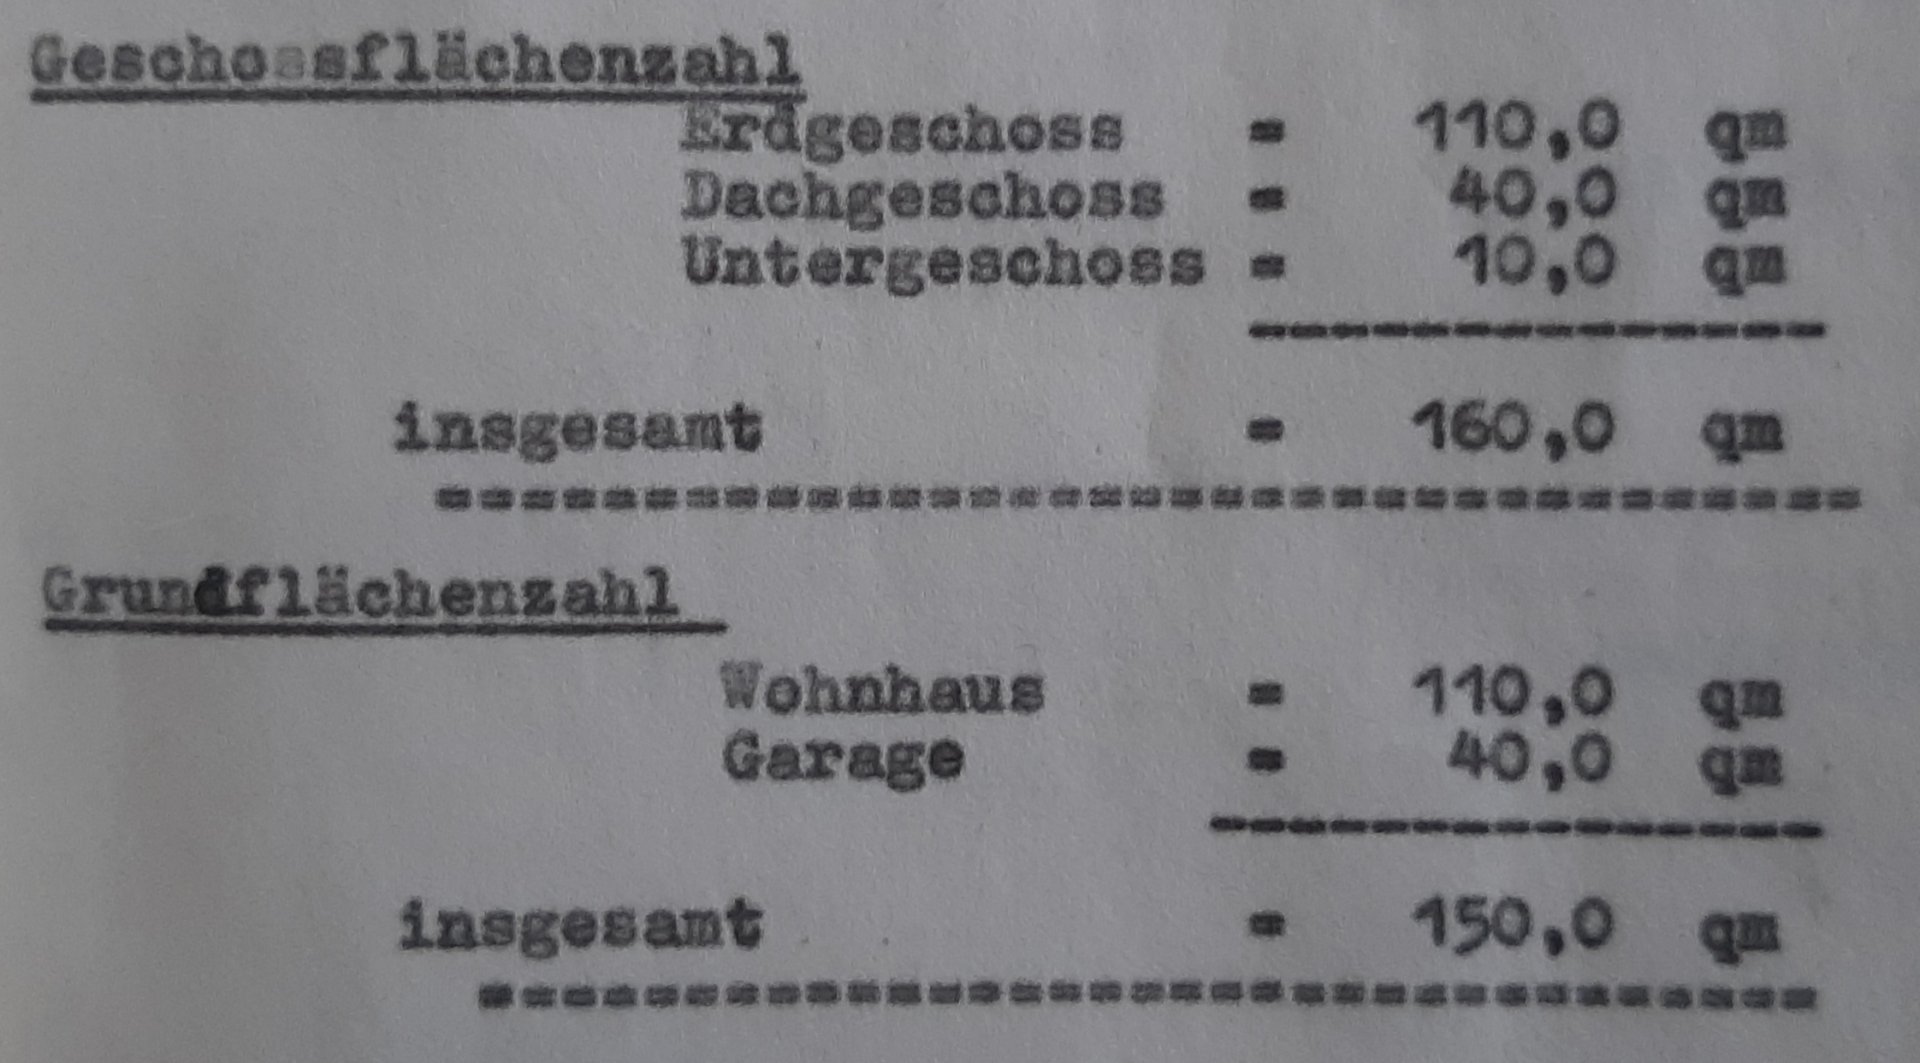 Geschossflächenzahl
Erdgeschoss = 110,0 qm
Dachgeschoss = 40,0 qm
Untergeschoss = 10,0 qm
insgesamt = 160,0 qm
Grundflächenzahl
Wohnhaus = 110,0 qm
Garage = 40,0 qm
insgesamt = 150,0 qm